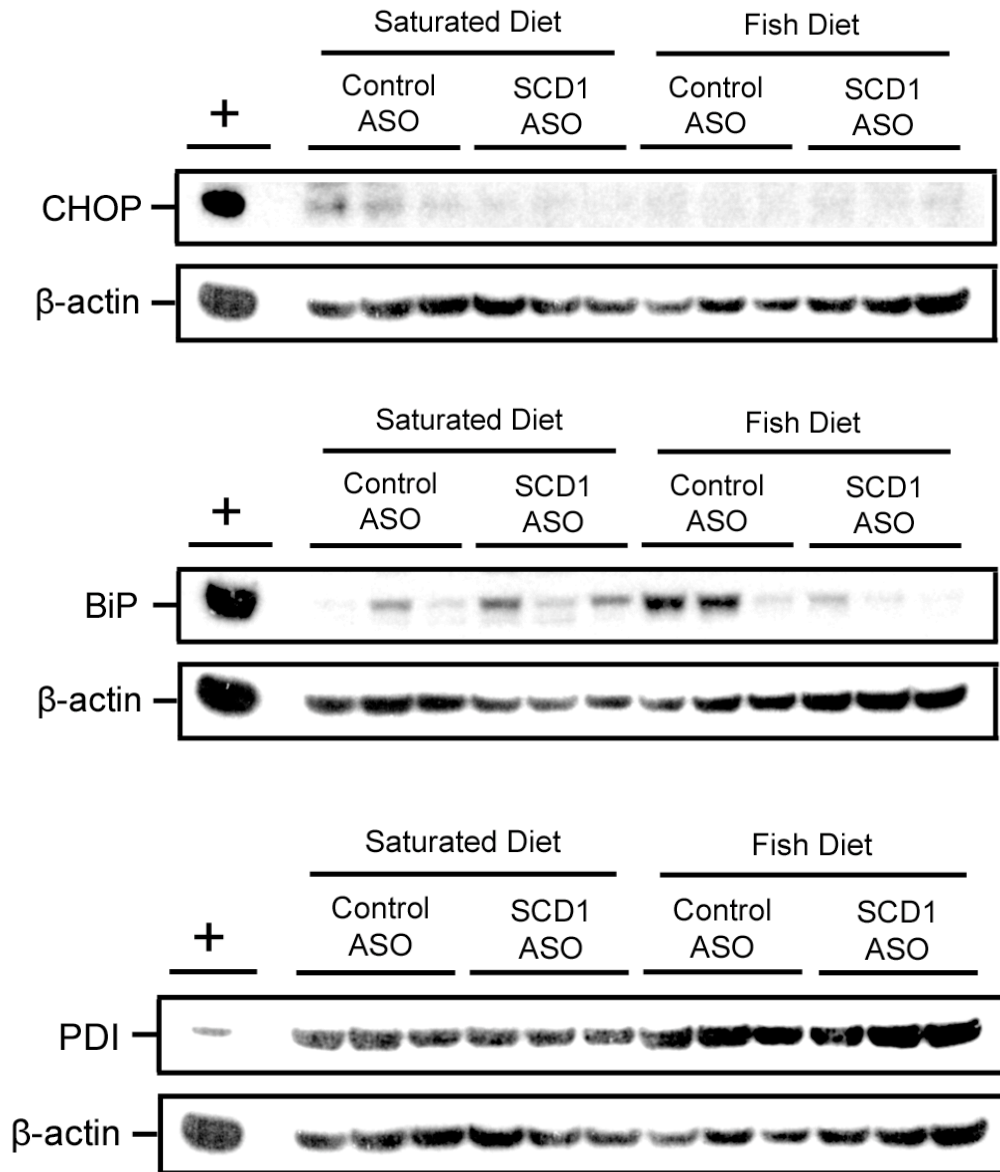 Saturated Diet Fish Diet
Control ASO SCD1 ASO Control ASO SCD1 ASO
+
CHOP
β-actin
Saturated Diet Fish Diet
Control ASO SCD1 ASO Control ASO SCD1 ASO
+
BiP
β-actin
Saturated Diet Fish Diet
Control ASO SCD1 ASO Control ASO SCD1 ASO
+
PDI
β-actin